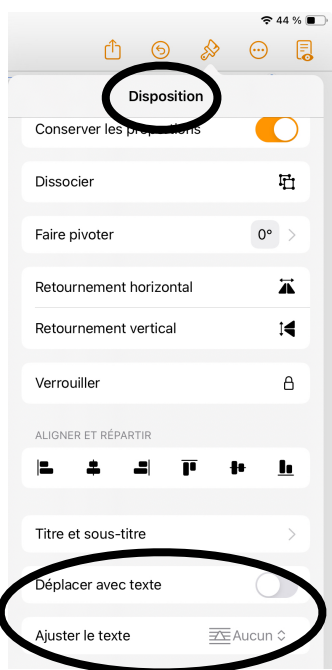 44 %
Disposition
Conserver les proportions
Dissocier
Faire pivoter 0°
Retournement horizontal
Retournement vertical
Verrouiller
ALIGNER ET RÉPARTIR
Titre et sous-titre
Déplacer avec texte
Ajuster le texte Aucun